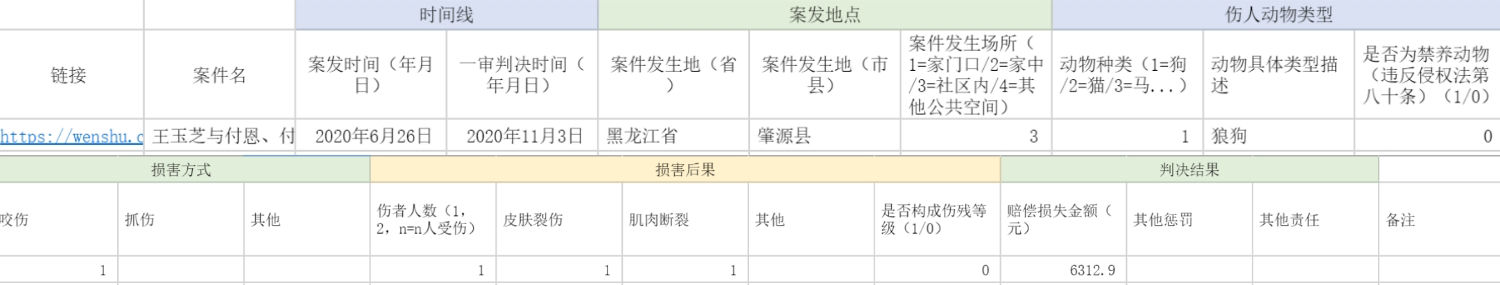 时间线 案发地点 伤人动物类型
链接 案件名 案发时间（年月日） 一审判决时间（年月日） 案件发生地（省） 案件发生地（市县） 案件发生场所（1=家门口/2=家中/3=社区内/4=其他公共空间） 动物种类（1=狗/2=猫/3=马...） 动物具体类型描述 是否为禁养动物（违反侵权法第八十条）（1/0）
https://wenshu.c 王玉芝与付恩、付 2020年6月26日 2020年11月3日 黑龙江省 肇源县 3 1 狼狗 0
损害方式 损害后果 判决结果
咬伤 抓伤 其他 伤者人数（1，2，n=n人受伤） 皮肤裂伤 肌肉断裂 其他 是否构成伤残等级（1/0） 赔偿损失金额（元） 其他惩罚 其他责任 备注
1 1 1 1 0 6312.9